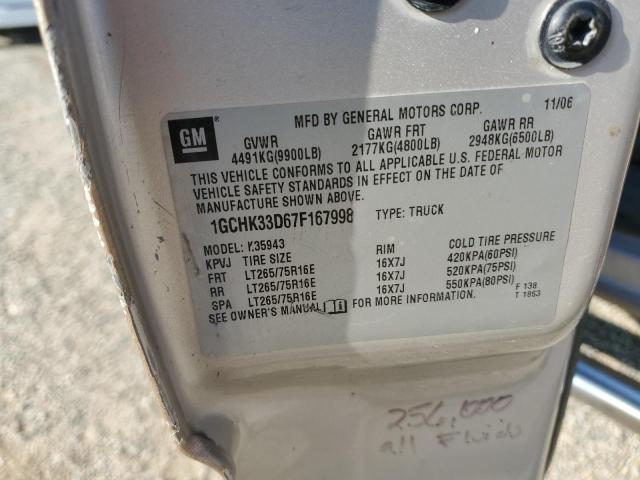 MFD BY GENERAL MOTORS CORP. 11/06
GM®
GVWR GAWR FRT GAWR RR
4491KG(9900LB) 2177KG(4800LB) 2948KG(6500LB)
THIS VEHICLE CONFORMS TO ALL APPLICABLE U.S. FEDERAL MOTOR
VEHICLE SAFETY STANDARDS IN EFFECT ON THE DATE OF
MANUFACTURE SHOWN ABOVE.
1GCHK33D67F167998 TYPE: TRUCK
MODEL: K35943
KPVJ TIRE SIZE RIM COLD TIRE PRESSURE
FRT LT265/75R16E 16X7J 420KPA(60PSI)
RR LT265/75R16E 16X7J 520KPA(75PSI)
SPA LT265/75R16E 16X7J 550KPA(80PSI)
SEE OWNER'S MANUAL FOR MORE INFORMATION.
F 138
T 1853
256,000
all Fluids